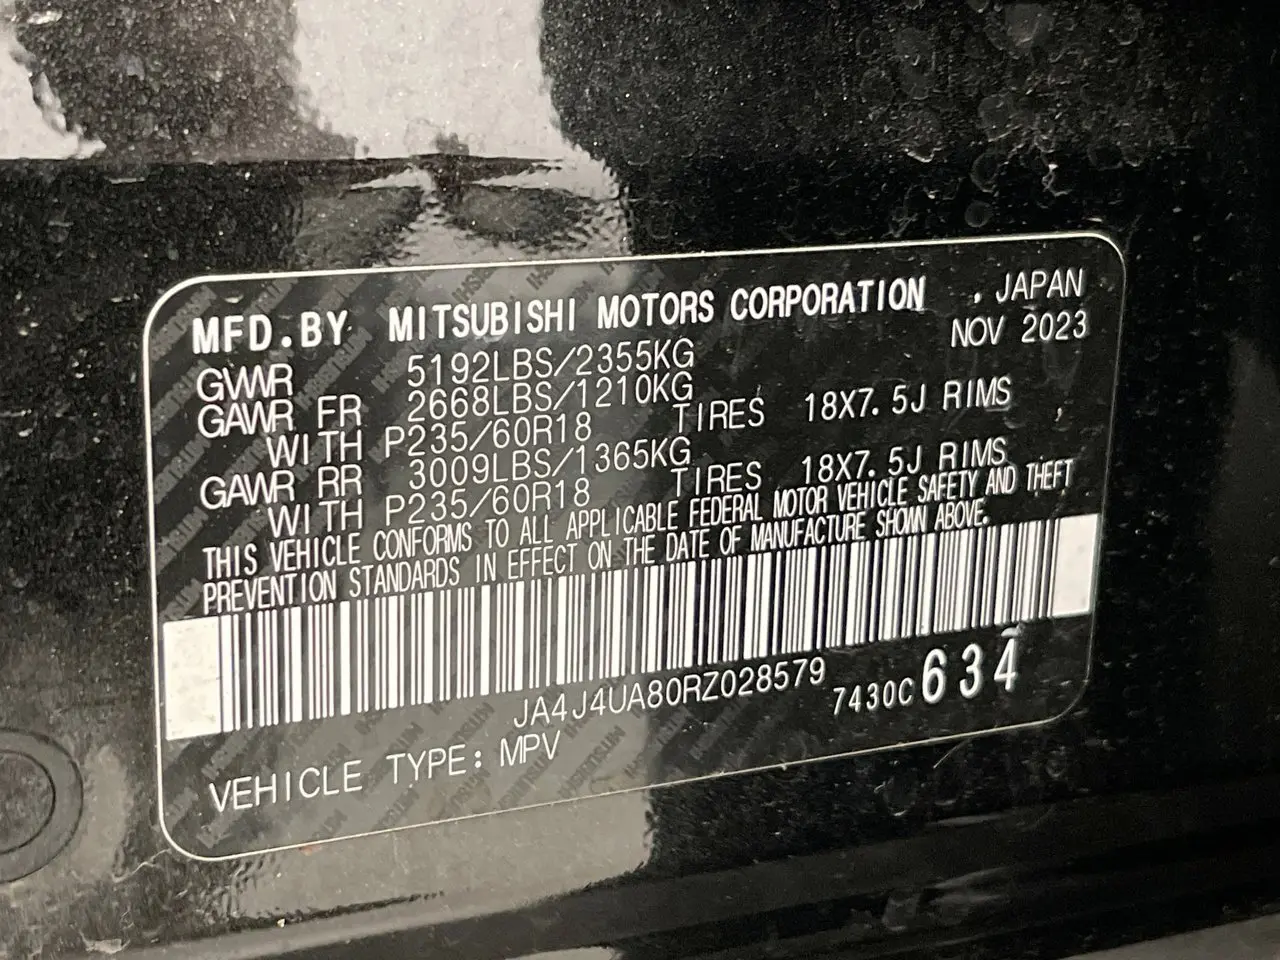 MFD.BY MITSUBISHI MOTORS CORPORATION , JAPAN
NOV 2023
GVWR 5192LBS/2355KG
GAWR FR 2668LBS/1210KG
WITH P235/60R18 TIRES 18X7.5J RIMS ,
GAWR RR 3009LBS/1365KG
WITH P235/60R18 TIRES 18X7.5J RIMS
THIS VEHICLE CONFORMS TO ALL APPLICABLE FEDERAL MOTOR VEHICLE SAFETY AND THEFT
PREVENTION STANDARDS IN EFFECT ON THE DATE OF MANUFACTURE SHOWN ABOVE.
JA4J4UA80RZ028579 7430C 634
VEHICLE TYPE: MPV